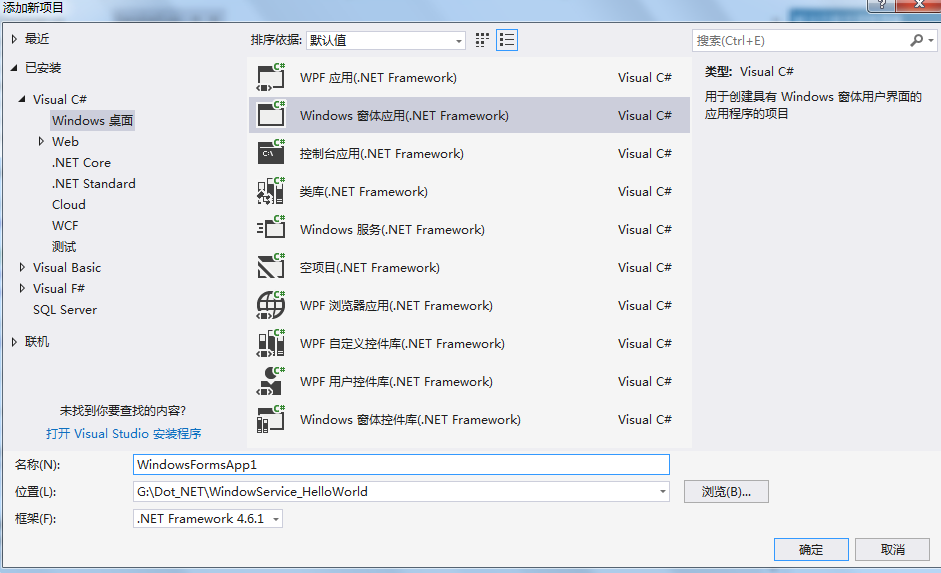 添加新项目
最近
已安装
Visual C#
Windows 桌面
Web
.NET Core
.NET Standard
Cloud
WCF
测试
Visual Basic
Visual F#
SQL Server
联机
未找到你要查找的内容?
打开 Visual Studio 安装程序
排序依据: 默认值
WPF 应用(.NET Framework) Visual C#
Windows 窗体应用(.NET Framework) Visual C#
控制台应用(.NET Framework) Visual C#
类库(.NET Framework) Visual C#
Windows 服务(.NET Framework) Visual C#
空项目(.NET Framework) Visual C#
WPF 浏览器应用(.NET Framework) Visual C#
WPF 自定义控件库(.NET Framework) Visual C#
WPF 用户控件库(.NET Framework) Visual C#
Windows 窗体控件库(.NET Framework) Visual C#
搜索(Ctrl+E)
类型: Visual C#
用于创建具有 Windows 窗体用户界面的
应用程序的项目
名称(N): WindowsFormsApp1
位置(L): G:\Dot_NET\WindowService_HelloWorld 浏览(B)...
框架(F): .NET Framework 4.6.1
确定 取消